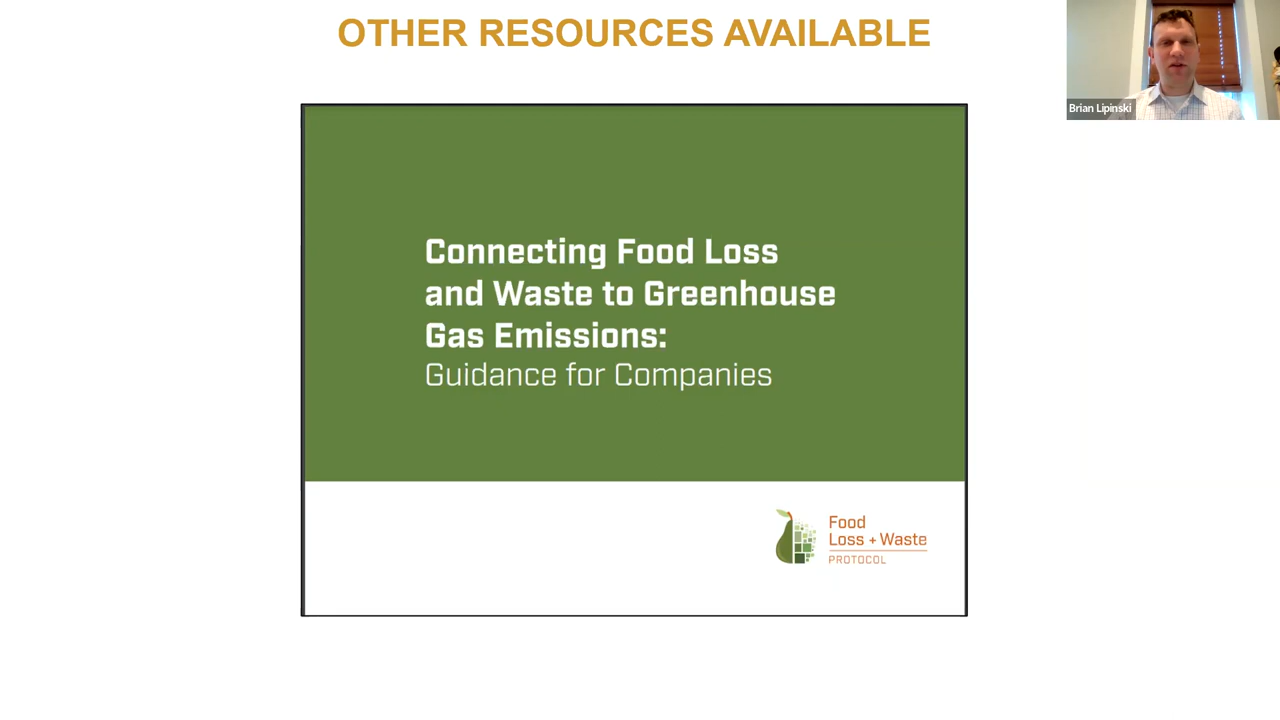 OTHER RESOURCES AVAILABLE
Brian Lipinski
Connecting Food Loss
and Waste to Greenhouse
Gas Emissions:
Guidance for Companies
Food
Loss + Waste
PROTOCOL